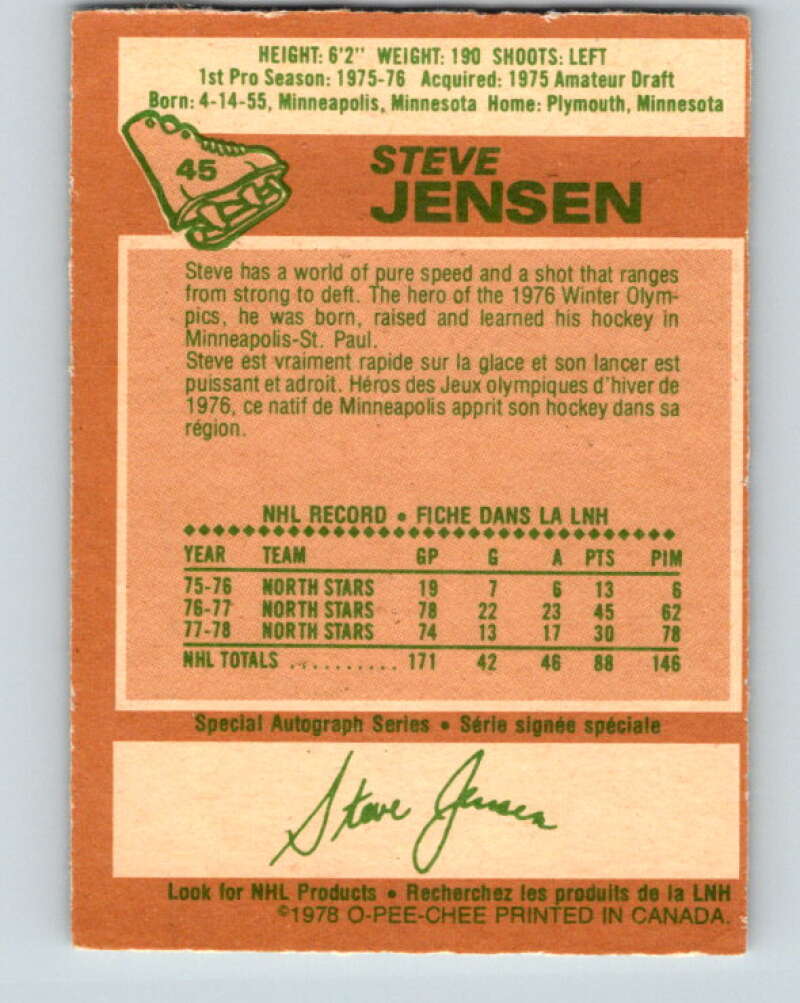 HEIGHT: 6'2" WEIGHT: 190 SHOOTS: LEFT
1st Pro Season: 1975-76 Acquired: 1975 Amateur Draft
Born: 4-14-55, Minneapolis, Minnesota Home: Plymouth, Minnesota
45
STEVE
JENSEN
Steve has a world of pure speed and a shot that ranges
from strong to deft. The hero of the 1976 Winter Olym-
pics, he was born, raised and learned his hockey in
Minneapolis-St. Paul.
Steve est vraiment rapide sur la glace et son lancer est
puissant et adroit. Héros des Jeux olympiques d'hiver de
1976, ce natif de Minneapolis apprit son hockey dans sa
région.
NHL RECORD • FICHE DANS LA LNH
YEAR TEAM GP G A PTS PIM
75-76 NORTH STARS 19 7 6 13 6
76-77 NORTH STARS 78 22 23 45 62
77-78 NORTH STARS 74 13 17 30 78
NHL TOTALS .......... 171 42 46 88 146
Special Autograph Series • Série signée spéciale
Steve Jensen
Look for NHL Products • Recherchez les produits de la LNH
©1978 O-PEE-CHEE PRINTED IN CANADA.